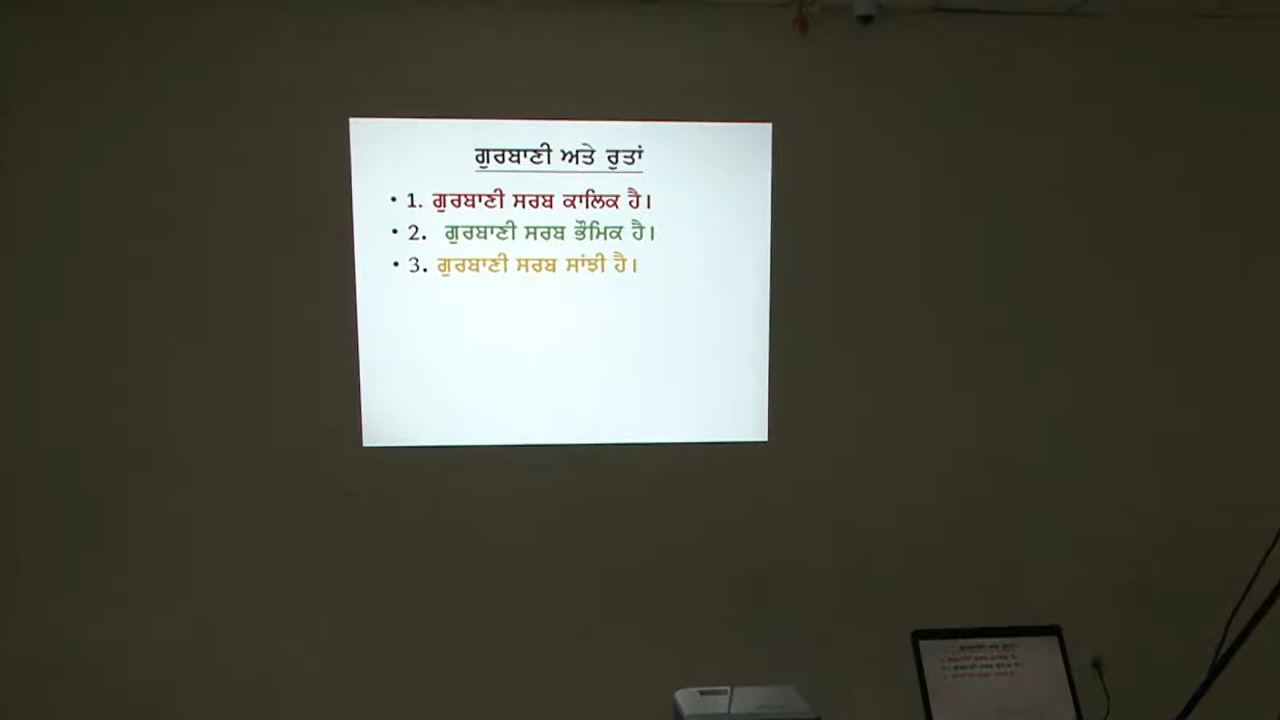 ਗੁਰਬਾਣੀ ਅਤੇ ਰੁਤਾਂ
• 1. ਗੁਰਬਾਣੀ ਸਰਬ ਕਾਲਿਕ ਹੈ।
• 2. ਗੁਰਬਾਣੀ ਸਰਬ ਭੌਮਿਕ ਹੈ।
• 3. ਗੁਰਬਾਣੀ ਸਰਬ ਸਾਂਝੀ ਹੈ।